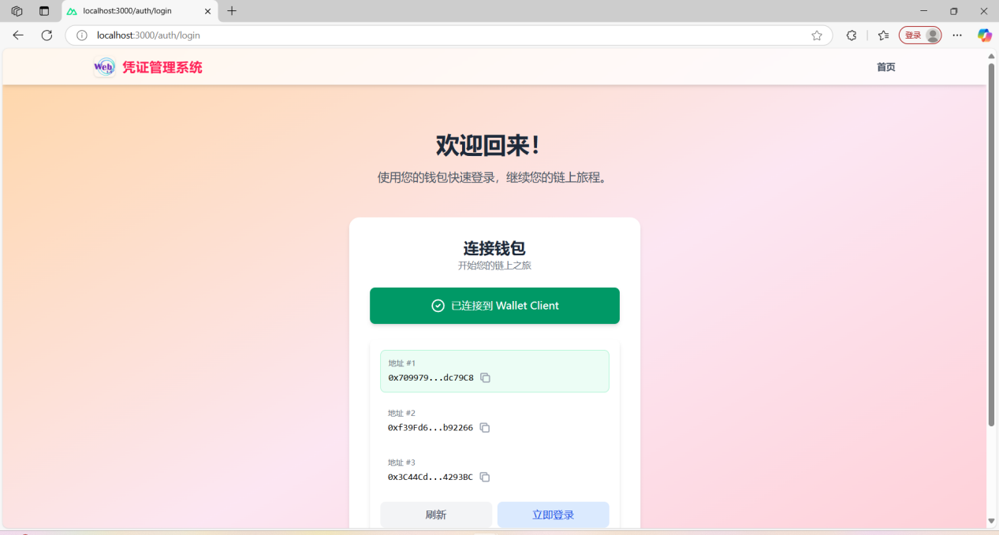 localhost:3000/auth/login
localhost:3000/auth/login
登录
Web
凭证管理系统
首页
欢迎回来！
使用您的钱包快速登录，继续您的链上旅程。
连接钱包
开始您的链上之旅
已连接到 Wallet Client
地址 #1
0x709979...dc79C8
地址 #2
0xf39Fd6...b92266
地址 #3
0x3C44Cd...4293BC
刷新
立即登录